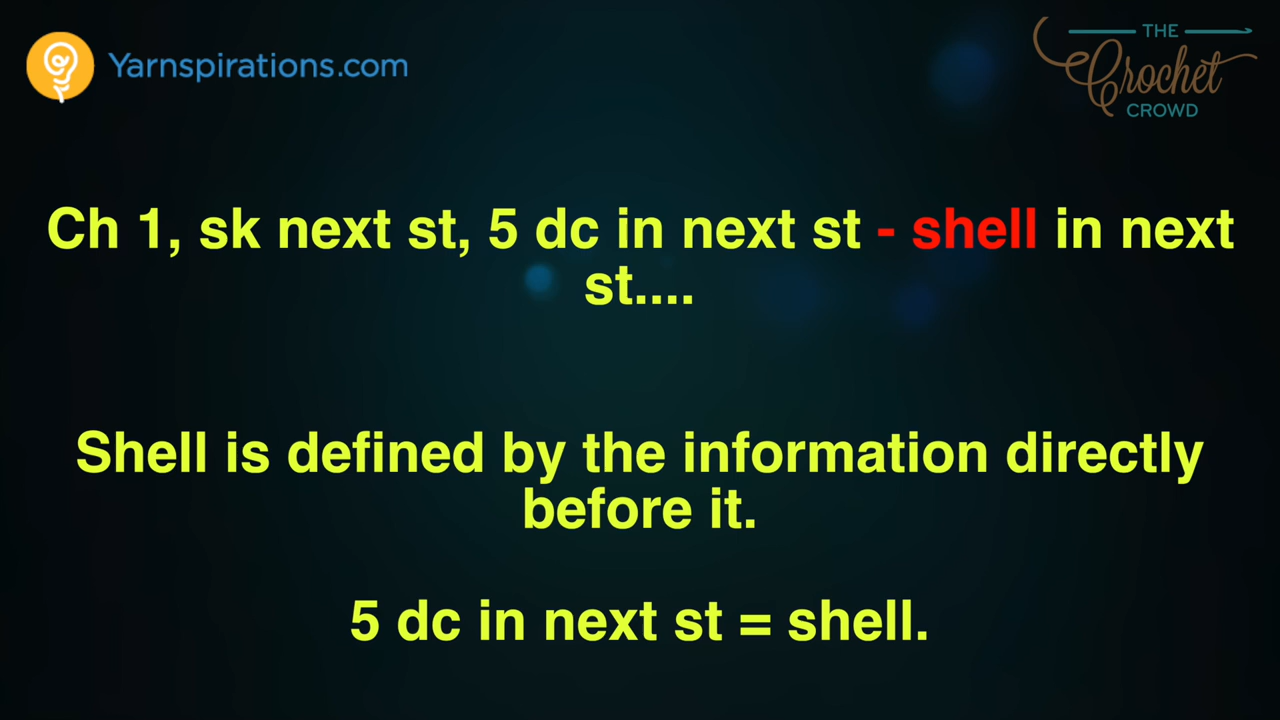 Yarnspirations.com
THE
Crochet
CROWD
Ch 1, sk next st, 5 dc in next st - shell in next
st....
Shell is defined by the information directly
before it.
5 dc in next st = shell.